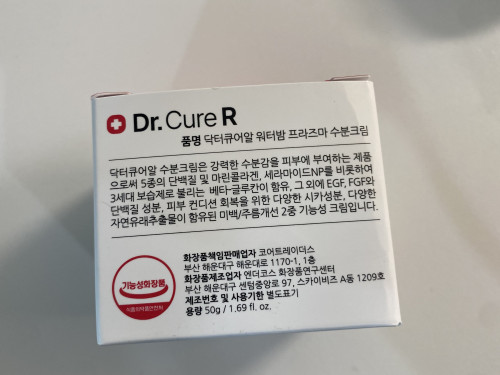 Dr. Cure R
품명 닥터큐어알 워터밤 프라즈마 수분크림
닥터큐어알 수분크림은 강력한 수분감을 피부에 부여하는 제품
으로써 5종의 단백질 및 마린콜라겐, 세라마이드NP를 비롯하여
3세대 보습제로 불리는 베타-글루칸이 함유, 그 외에 EGF, FGF와
단백질 성분, 피부 컨디션 회복을 위한 다양한 시카성분, 다양한
자연유래추출물이 함유된 미백/주름개선 2중 기능성 크림입니다.
기능성화장품
식품의약품안전처
화장품책임판매업자 코어트레이더스
부산 해운대구 해운대로 1170-1, 1층
화장품제조업자 엔더코스 화장품연구센터
부산 해운대구 센텀중앙로 97, 스카이비즈 A동 1209호
제조번호 및 사용기한 별도표기
용량 50g / 1.69 fl. oz.